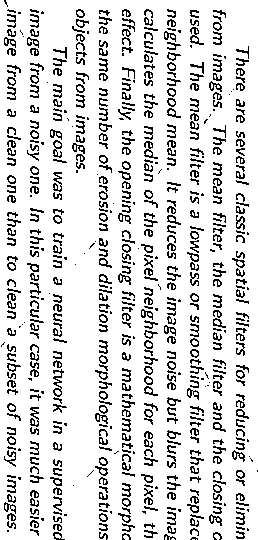 There are several classic spatial filters for reducing or elimin
from images. The mean filter, the median filter and the closing o
used. The mean filter is a lowpass or smoothing filter that replace
neighborhood mean. It reduces the image noise but blurs the imag
calculates the median of the pixel neighborhood for each pixel, th
effect. Finally, the opening closing filter is a mathematical morpho
the same number of erosion and dilation morphological operations
objects from images.
The main goal was to train a neural network in a supervised
image from a noisy one. In this particular case, it was much easier
image from a clean one than to clean a subset of noisy images.